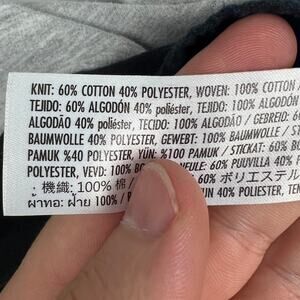 KNIT: 60% COTTON 40% POLYESTER, WOVEN: 100% COTTON /
TEJIDO: 60% ALGODÓN 40% poliéster, TEJIDO: 100% ALGODÓN
ALGODÃO 40% poliéster, TECIDO: 100% ALGODÃO / GEBREID: 60
BAUMWOLLE 40% POLYESTER, GEWEBT: 100% BAUMWOLLE / S
PAMUK %40 POLYESTER, YÜN: %100 PAMUK / STICKAT: 60% BO
POLYESTER, VEVD: 100% BO EULE: 60% PUUVILLA 40% P
機織: 100% 棉 / 60% ポリエステル
ผ้าทอ: ฝ้าย 100% / 40% POLIESTER, TEN